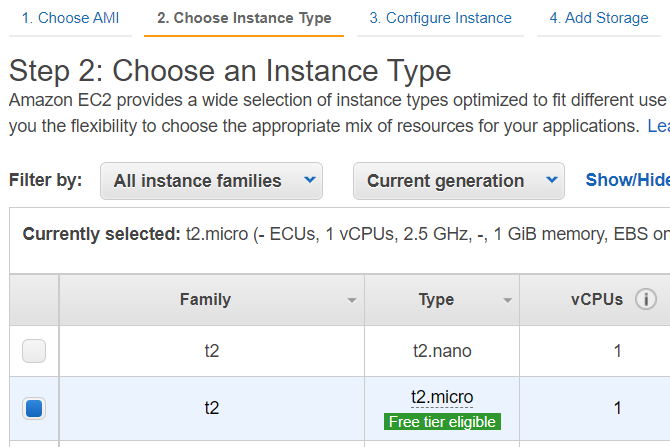 1. Choose AMI 2. Choose Instance Type 3. Configure Instance 4. Add Storage
Step 2: Choose an Instance Type
Amazon EC2 provides a wide selection of instance types optimized to fit different use
you the flexibility to choose the appropriate mix of resources for your applications.
Filter by: All instance families Current generation Show/Hide
Currently selected: t2.micro (- ECUs, 1 vCPUs, 2.5 GHz, -, 1 GiB memory, EBS on
Family Type vCPUs i
t2 t2.nano 1
t2 t2.micro 1
Free tier eligible